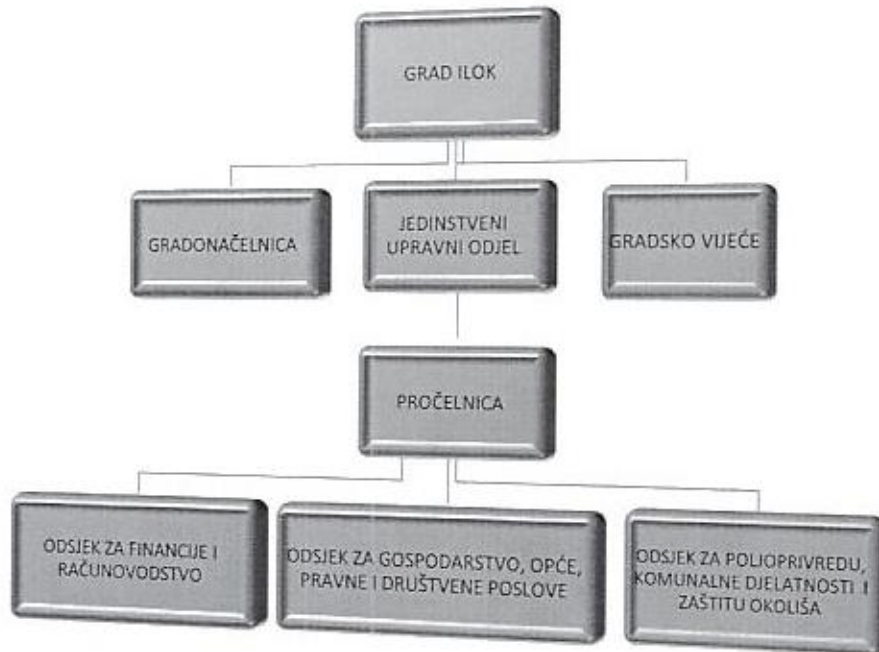 GRAD ILOK
GRADONAČELNICA
JEDINSTVENI
UPRAVNI ODJEL
GRADSKO VIJEĆE
PROČELNICA
ODSJEK ZA FINANCIJE I
RAČUNOVODSTVO
ODSJEK ZA GOSPODARSTVO, OPĆE,
PRAVNE I DRUŠTVENE POSLOVE
ODSJEK ZA POLIOPRIVREDU,
KOMUNALNE DJELATNOSTI I
ZAŠTITU OKOLIŠA